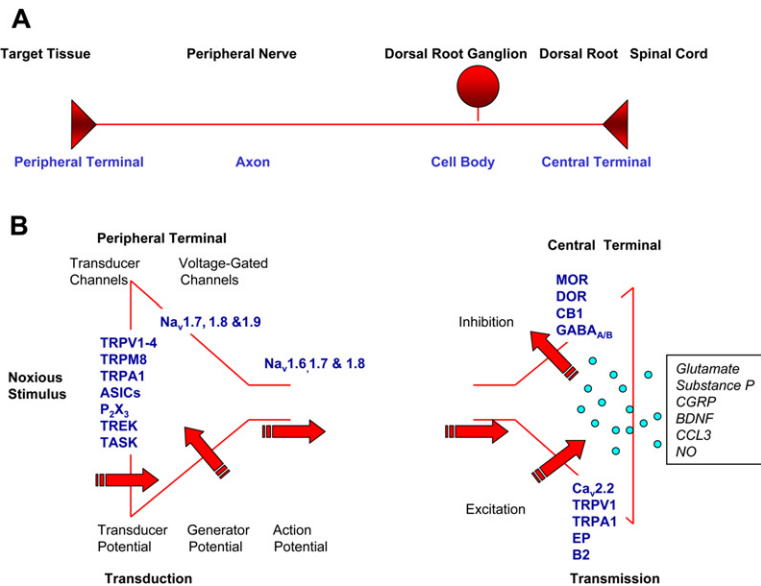 A
Target Tissue Peripheral Nerve Dorsal Root Ganglion Dorsal Root Spinal Cord
Peripheral Terminal Axon Cell Body Central Terminal
B
Peripheral Terminal
Transducer Channels
Voltage-Gated Channels
Naᵥ1.7, 1.8 &1.9
Naᵥ1.6,1.7 & 1.8
Noxious
Stimulus
TRPV1-4
TRPM8
TRPA1
ASICs
P₂X₃
TREK
TASK
Transducer
Potential
Generator
Potential
Action
Potential
Transduction
Central Terminal
MOR
DOR
CB1
GABA_A/B
Inhibition
Glutamate
Substance P
CGRP
BDNF
CCL3
NO
Excitation
Caᵥ2.2
TRPV1
TRPA1
EP
B2
Transmission